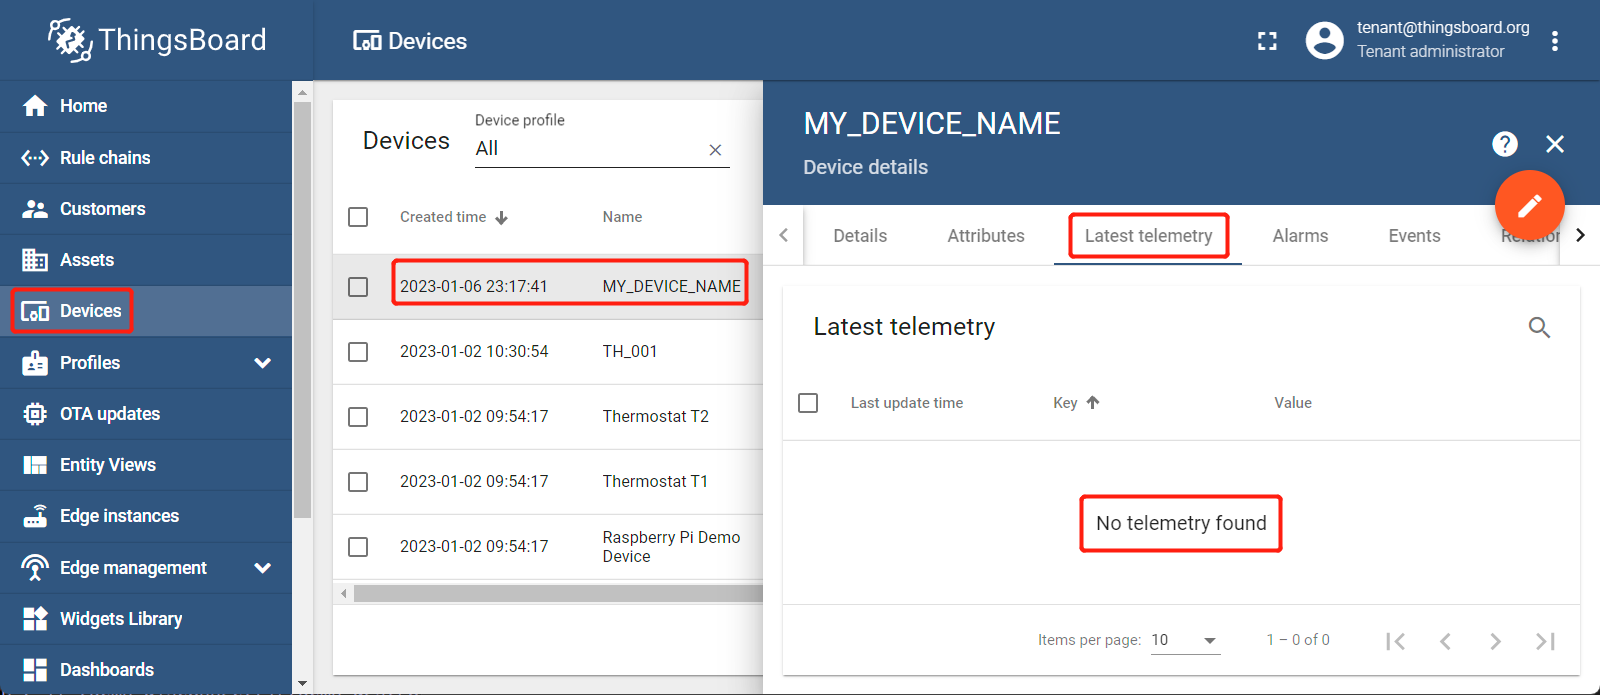 ThingsBoard
Devices
tenant@thingsboard.org
Tenant administrator
Home
Rule chains
Customers
Assets
Devices
Profiles
OTA updates
Entity Views
Edge instances
Edge management
Widgets Library
Dashboards
Devices
Device profile
All
Created time
Name
2023-01-06 23:17:41 MY_DEVICE_NAME
2023-01-02 10:30:54 TH_001
2023-01-02 09:54:17 Thermostat T2
2023-01-02 09:54:17 Thermostat T1
2023-01-02 09:54:17 Raspberry Pi Demo
Device
MY_DEVICE_NAME
Device details
Details
Attributes
Latest telemetry
Alarms
Events
Latest telemetry
Last update time
Key
Value
No telemetry found
Items per page: 10
1 – 0 of 0